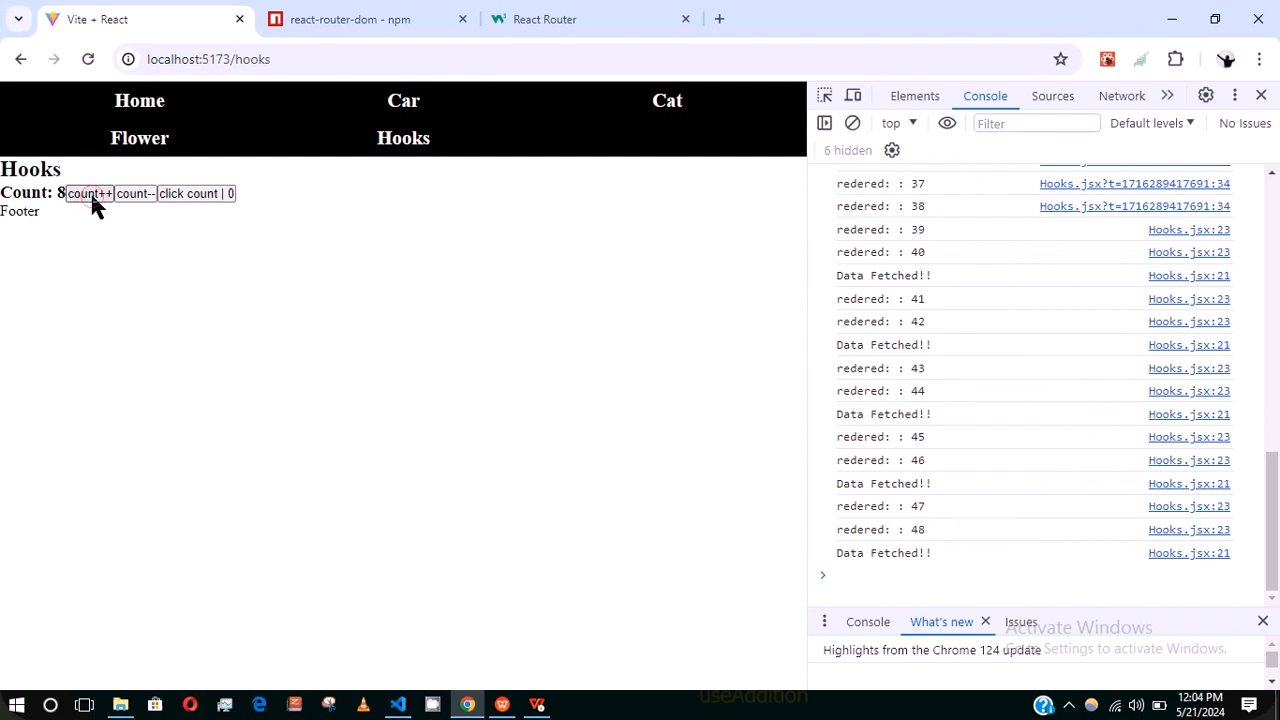 Vite + React
react-router-dom - npm
React Router
localhost:5173/hooks
Home Car Cat
Flower Hooks
Hooks
Count: 8 count++ count-- click count | 0
Footer
Elements Console Sources Network
top Filter Default levels No Issues
6 hidden
redered: : 37 Hooks.jsx?t=1716289417691:34
redered: : 38 Hooks.jsx?t=1716289417691:34
redered: : 39 Hooks.jsx:23
redered: : 40 Hooks.jsx:23
Data Fetched!! Hooks.jsx:21
redered: : 41 Hooks.jsx:23
redered: : 42 Hooks.jsx:23
Data Fetched!! Hooks.jsx:21
redered: : 43 Hooks.jsx:23
redered: : 44 Hooks.jsx:23
Data Fetched!! Hooks.jsx:21
redered: : 45 Hooks.jsx:23
redered: : 46 Hooks.jsx:23
Data Fetched!! Hooks.jsx:21
redered: : 47 Hooks.jsx:23
redered: : 48 Hooks.jsx:23
Data Fetched!! Hooks.jsx:21
Console What's new Issues
Activate Windows
Highlights from the Chrome 124 update
Go to Settings to activate Windows.
useAddition
12:04 PM
5/21/2024